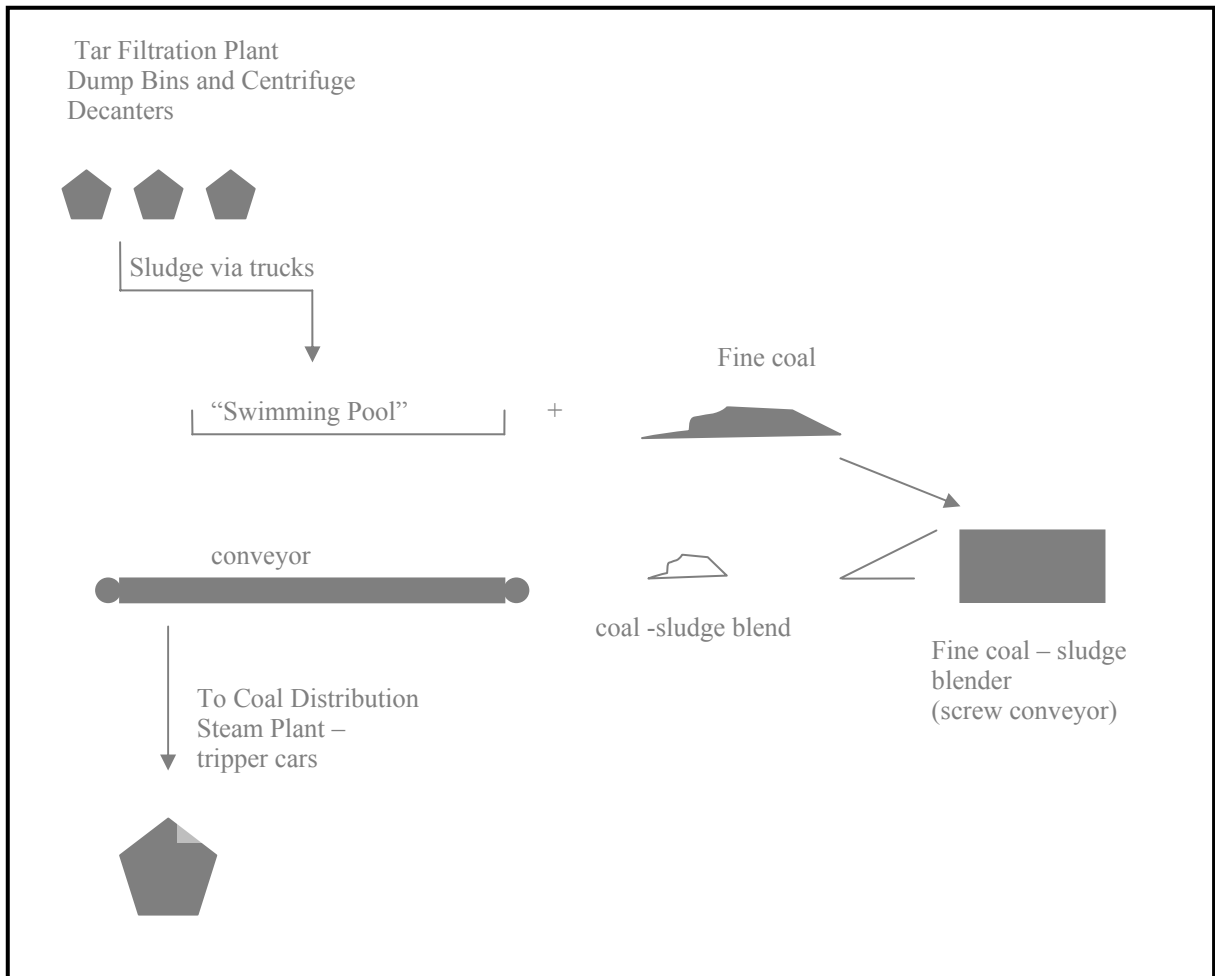 Tar Filtration Plant
Dump Bins and Centrifuge
Decanters
Sludge via trucks
Fine coal
“Swimming Pool”
+
conveyor
coal -sludge blend
Fine coal – sludge
blender
(screw conveyor)
To Coal Distribution
Steam Plant –
tripper cars